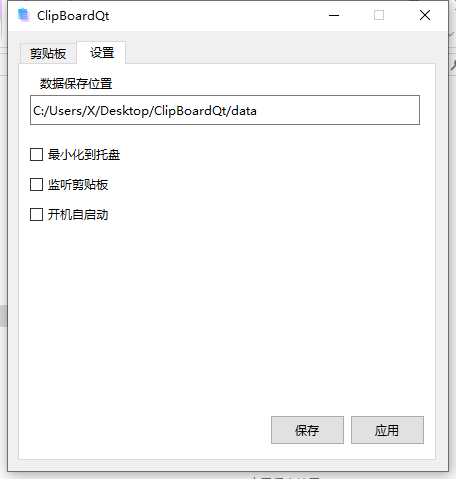 ClipBoardQt
剪贴板 设置
数据保存位置
C:/Users/X/Desktop/ClipBoardQt/data
最小化到托盘
监听剪贴板
开机自启动
保存 应用